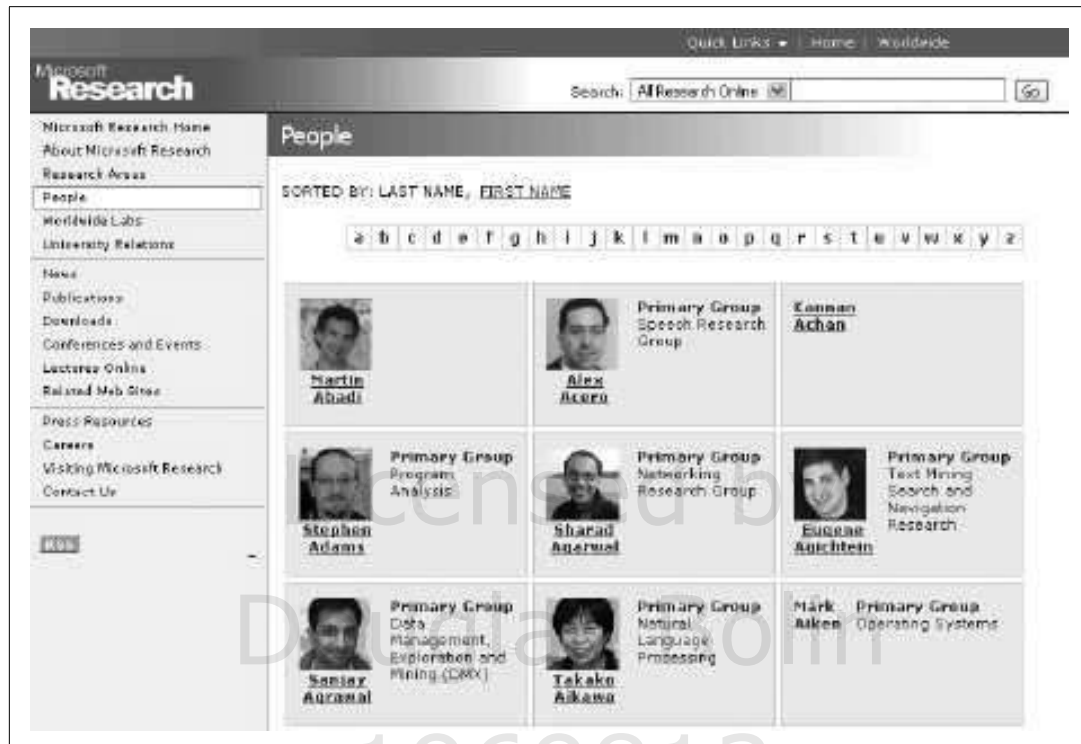 Quick Links Home Worldwide
Microsoft
Research
Search: All Research Online Go
Microsoft Research Home
About Microsoft Research
Research Areas
People
Worldwide Labs
University Relations
News
Publications
Downloads
Conferences and Events
Lectures Online
Related Web Sites
Press Resources
Careers
Visiting Microsoft Research
Contact Us
RSS
People
SORTED BY: LAST NAME, FIRST NAME
a b c d e f g h i j k l m n o p q r s t u v w x y z
Martin
Abadi
Primary Group
Speech Research
Group
Alex
Acero
Kannan
Achan
Primary Group
Program
Analysis
Stephen
Adams
Primary Group
Networking
Research Group
Sharad
Agarwal
Primary Group
Text Mining
Search and
Navigation
Research
Eugene
Agichtein
Primary Group
Data
Management,
Exploration and
Mining (DMX)
Sanjay
Agrawal
Primary Group
Natural
Language
Processing
Takako
Aikawa
Mark Primary Group
Aiken Operating Systems
Licensed by
Douglas Bolin